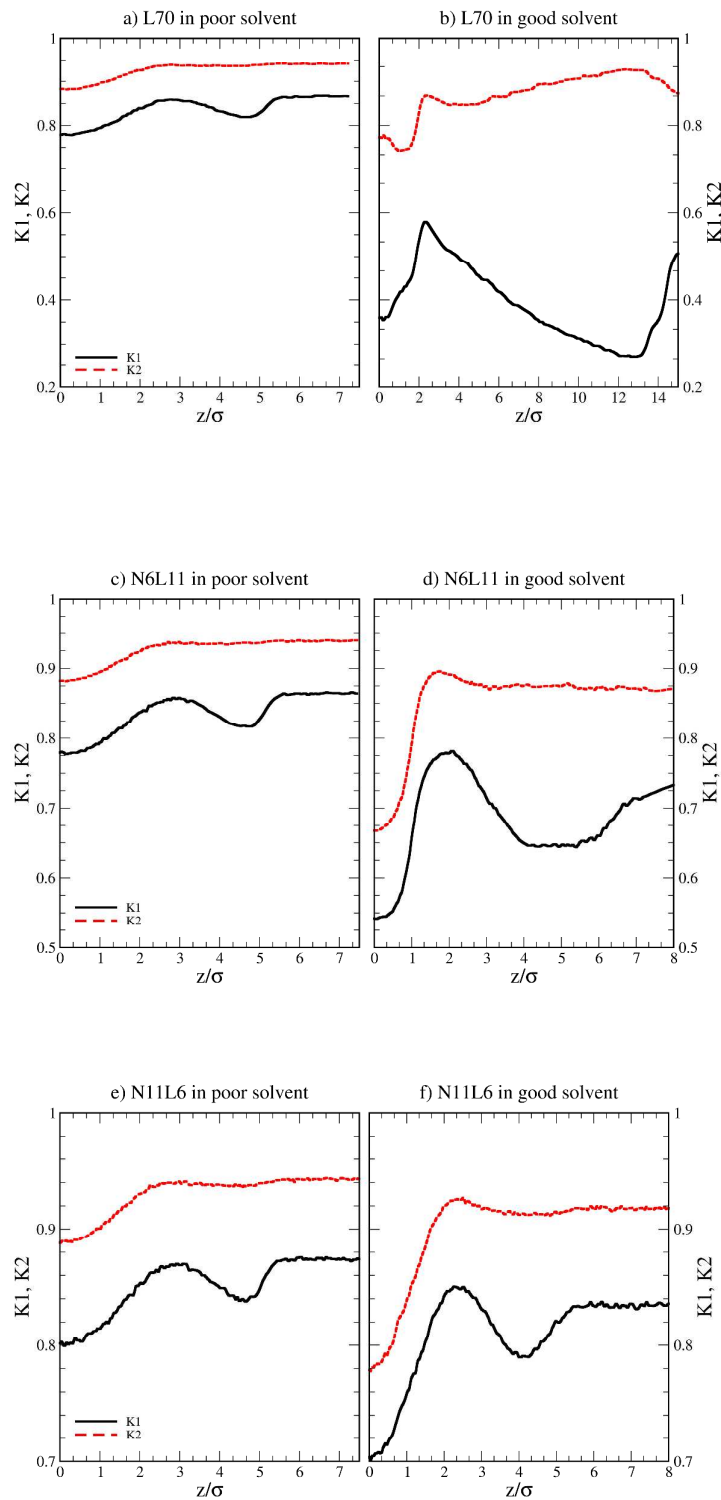 a) L70 in poor solvent
b) L70 in good solvent
1
0.8
0.6
0.4
0.2
K1, K2
K1
K2
0 1 2 3 4 5 6 7
z/σ
1
0.8
0.6
0.4
0.2
K1, K2
0 2 4 6 8 10 12 14
z/σ
c) N6L11 in poor solvent
d) N6L11 in good solvent
1
0.9
0.8
0.7
0.6
0.5
K1, K2
K1
K2
0 1 2 3 4 5 6 7
z/σ
1
0.9
0.8
0.7
0.6
0.5
K1, K2
0 1 2 3 4 5 6 7 8
z/σ
e) N11L6 in poor solvent
f) N11L6 in good solvent
1
0.9
0.8
0.7
K1, K2
K1
K2
0 1 2 3 4 5 6 7
z/σ
1
0.9
0.8
0.7
K1, K2
0 1 2 3 4 5 6 7 8
z/σ